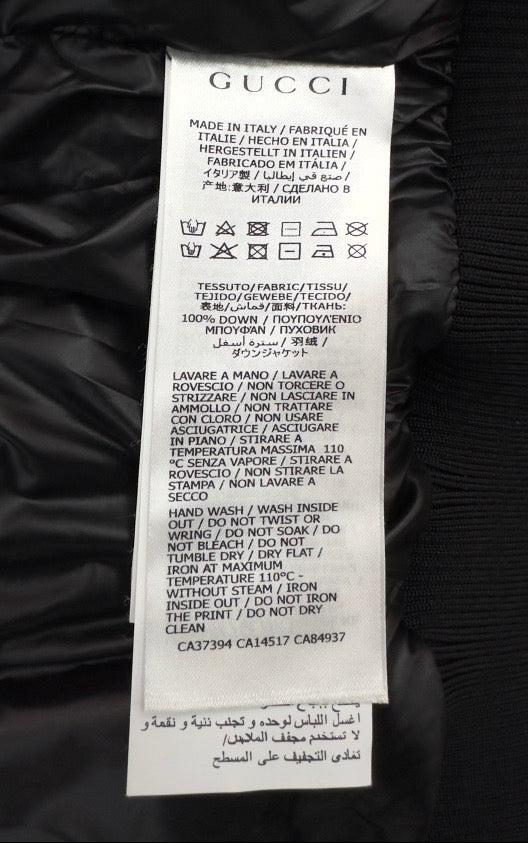 GUCCI
MADE IN ITALY / FABRIQUÉ EN
ITALIE / HECHO EN ITALIA /
HERGESTELLT IN ITALIEN /
FABRICADO EM ITÁLIA /
イタリア製 / صنع في إيطاليا /
产地:意大利 / СДЕЛАНО В
ИТАЛИИ
TESSUTO/FABRIC/TISSU/
TEJIDO/GEWEBE/TECIDO/
表地/قماش/面料/ТКАНЬ:
100% DOWN / ΠΟΥΠΟΥΛΈΝΙΟ
ΜΠΟΥΦΆΝ / ПУХОВИК
سترة أسفل / 羽绒 /
ダウンジャケット
LAVARE A MANO / LAVARE A
ROVESCIO / NON TORCERE O
STRIZZARE / NON LASCIARE IN
AMMOLLO / NON TRATTARE
CON CLORO / NON USARE
ASCIUGATRICE / ASCIUGARE
IN PIANO / STIRARE A
TEMPERATURA MASSIMA 110
°C SENZA VAPORE / STIRARE A
ROVESCIO / NON STIRARE LA
STAMPA / NON LAVARE A
SECCO
HAND WASH / WASH INSIDE
OUT / DO NOT TWIST OR
WRING / DO NOT SOAK / DO
NOT BLEACH / DO NOT
TUMBLE DRY / DRY FLAT /
IRON AT MAXIMUM
TEMPERATURE 110°C -
WITHOUT STEAM / IRON
INSIDE OUT / DO NOT IRON
THE PRINT / DO NOT DRY
CLEAN
CA37394 CA14517 CA84937
اغسل اللباس لوحده و تجنب ثنية و نقمة و
لا تستخدم مجفف الملابس/
تفادى التجفيف على المسطح